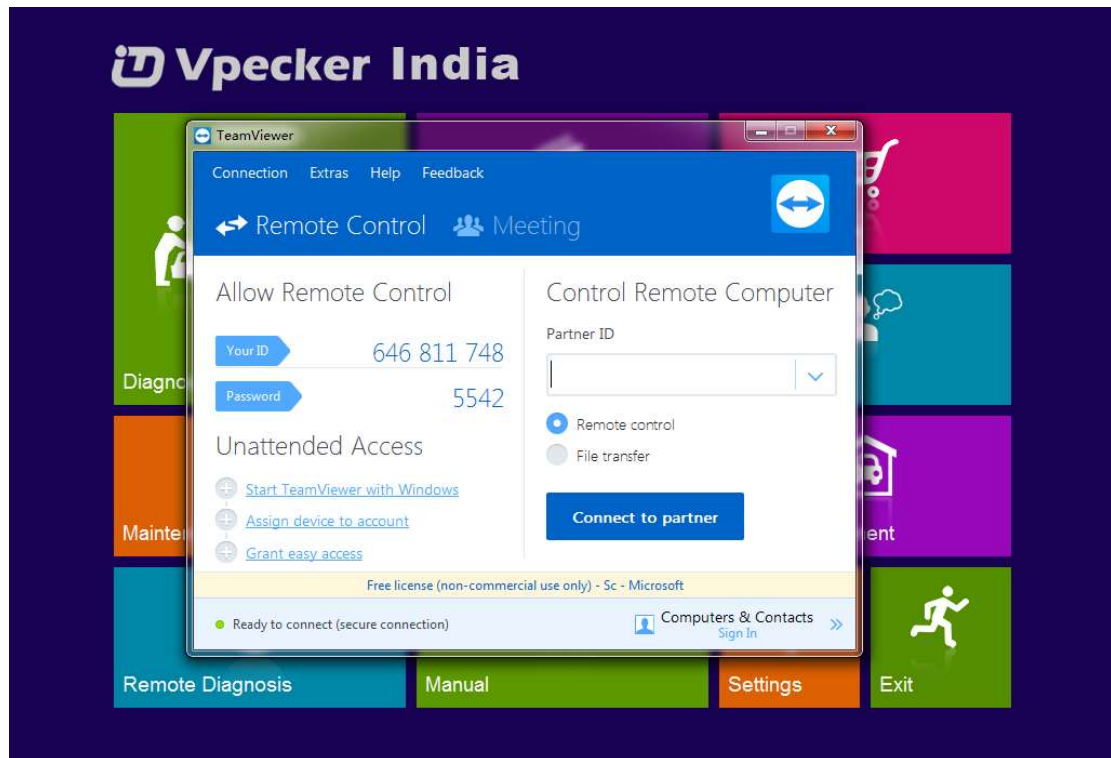 Vpecker India
TeamViewer
Connection Extras Help Feedback
Remote Control Meeting
Allow Remote Control
Your ID 646 811 748
Password 5542
Unattended Access
Start TeamViewer with Windows
Assign device to account
Grant easy access
Control Remote Computer
Partner ID
Remote control
File transfer
Connect to partner
Free license (non-commercial use only) - Sc - Microsoft
Ready to connect (secure connection)
Computers & Contacts
Sign In
Remote Diagnosis
Manual
Settings
Exit